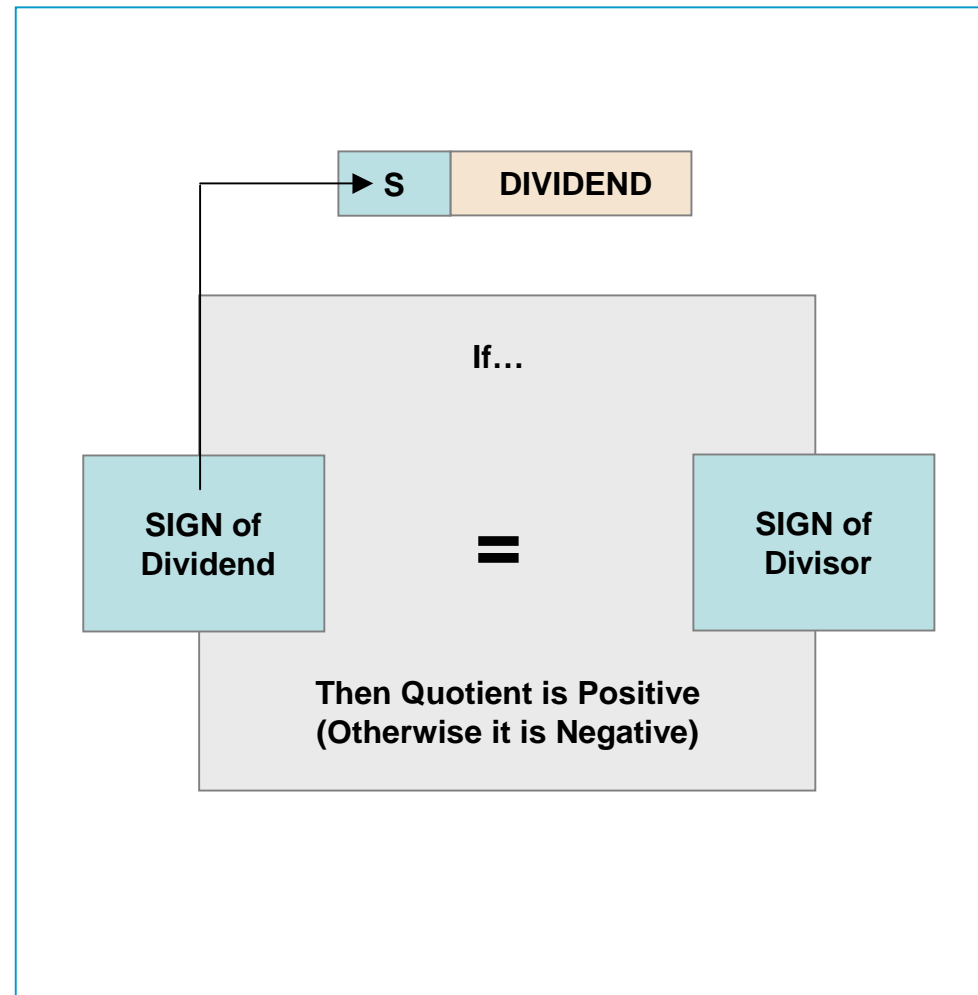 S
DIVIDEND
If…
SIGN of
Dividend
=
SIGN of
Divisor
Then Quotient is Positive
(Otherwise it is Negative)